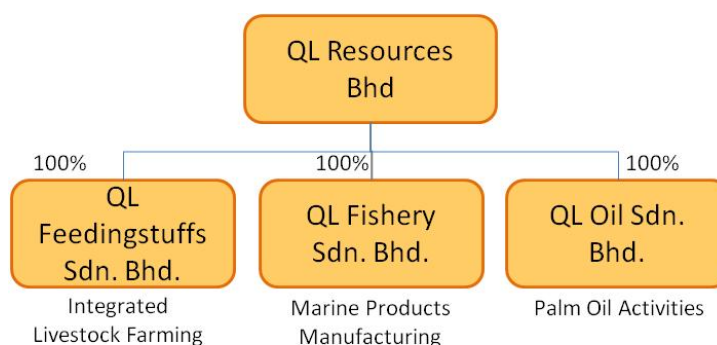 QL Resources
Bhd
100%
100%
100%
QL
Feedingstuffs
Sdn. Bhd.
QL Fishery
Sdn. Bhd.
QL Oil Sdn.
Bhd.
Integrated
Livestock Farming
Marine Products
Manufacturing
Palm Oil Activities